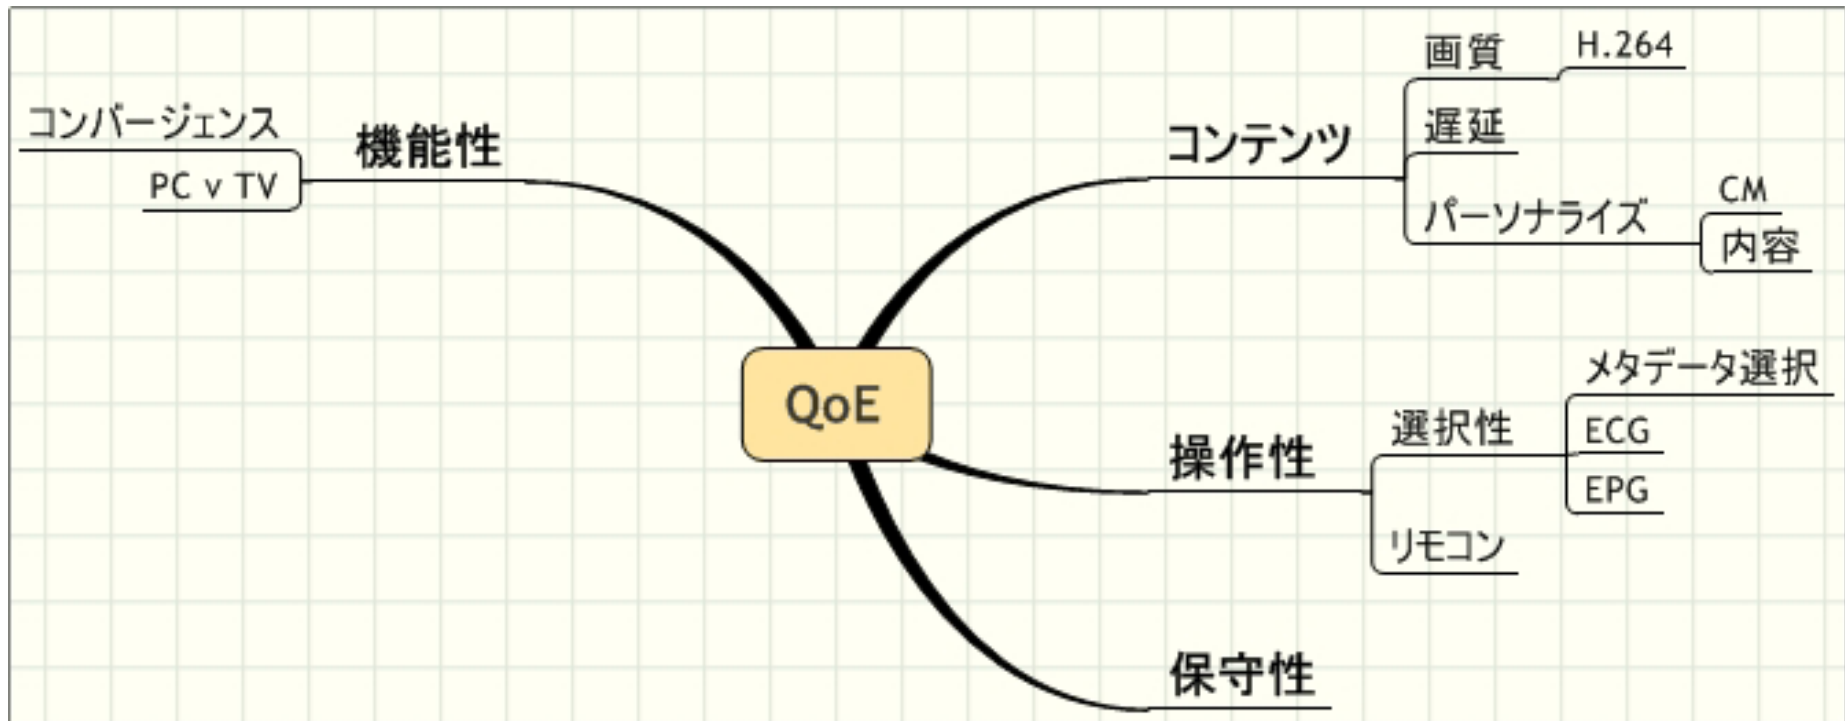 QoE
コンテンツ
画質
H.264
遅延
パーソナライズ
CM
内容
操作性
選択性
メタデータ選択
ECG
EPG
リモコン
保守性
機能性
コンバージェンス
PC v TV